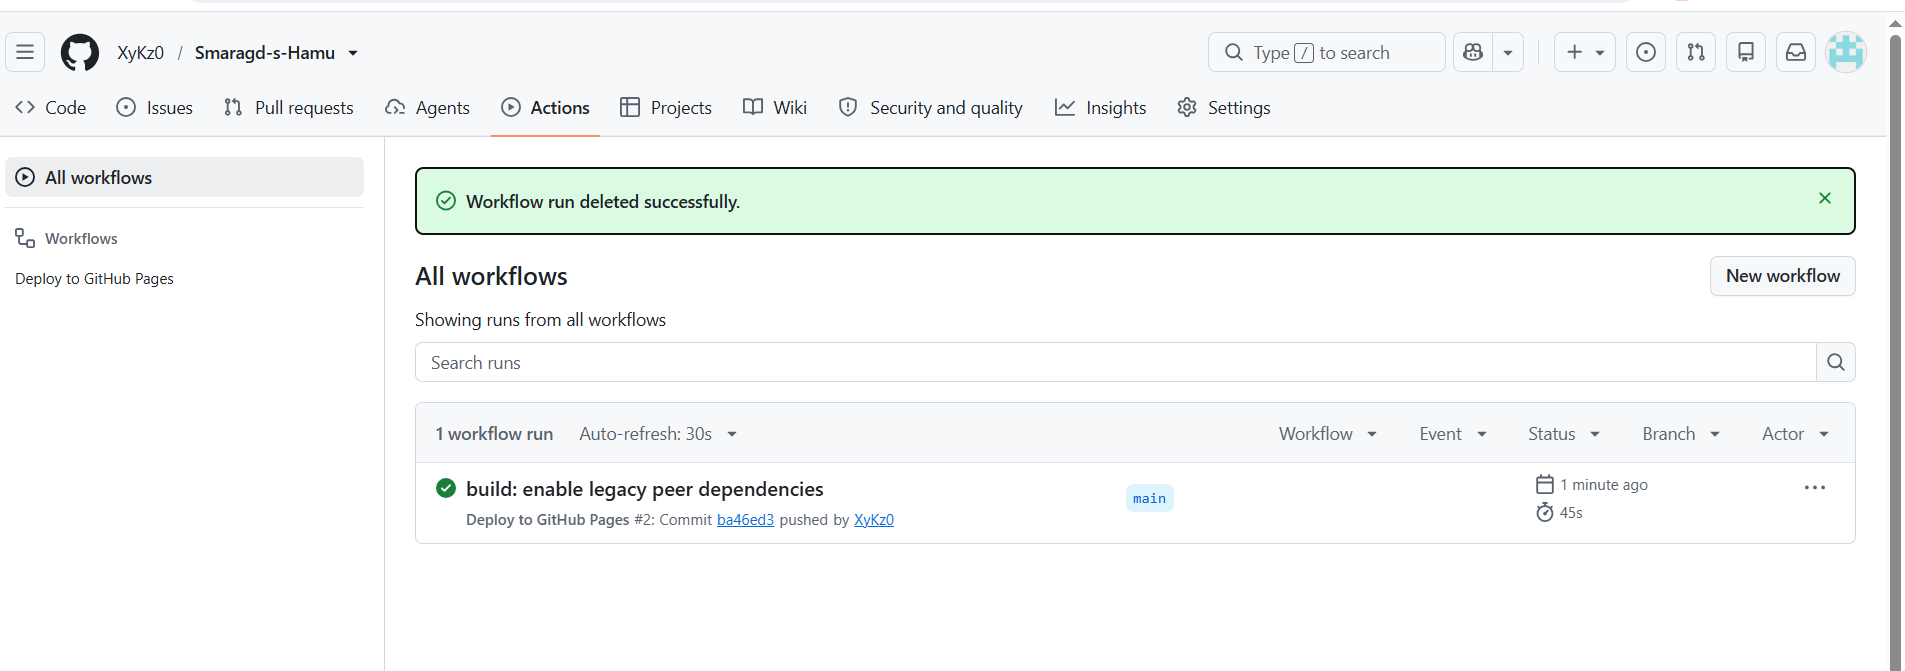 XyKz0 / Smaragd-s-Hamu
Type / to search
Code Issues Pull requests Agents Actions Projects Wiki Security and quality Insights Settings
All workflows
Workflows
Deploy to GitHub Pages
Workflow run deleted successfully.
All workflows
New workflow
Showing runs from all workflows
Search runs
1 workflow run Auto-refresh: 30s Workflow Event Status Branch Actor
build: enable legacy peer dependencies
Deploy to GitHub Pages #2: Commit ba46ed3 pushed by XyKz0
main
1 minute ago
45s